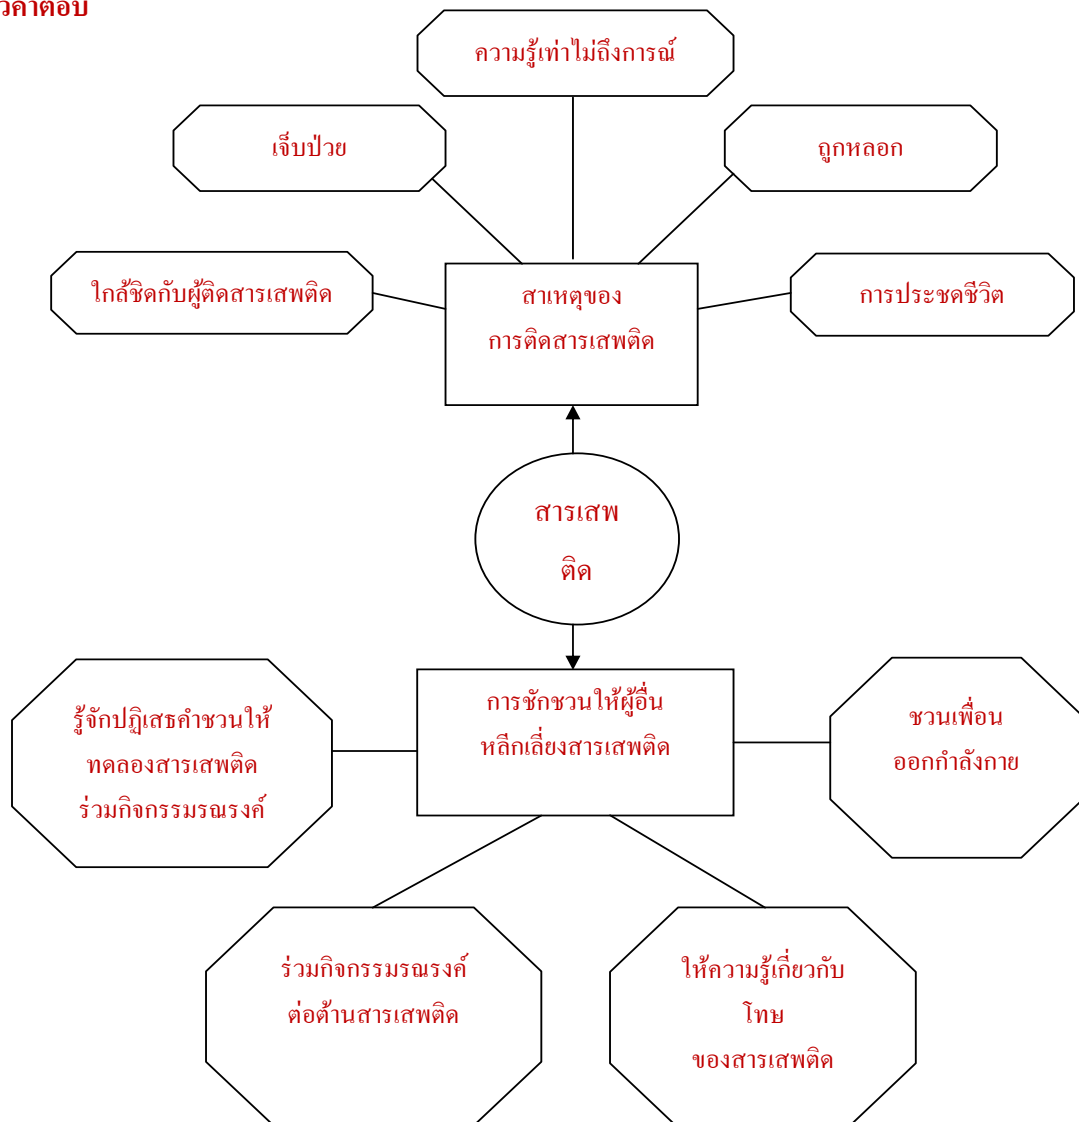 วคำตอบ
ความรู้เท่าไม่ถึงการณ์
เจ็บป่วย
ถูกหลอก
ใกล้ชิดกับผู้ติดสารเสพติด
สาเหตุของ
การติดสารเสพติด
การประชดชีวิต
สารเสพ
ติด
การชักชวนให้ผู้อื่น
หลีกเลี่ยงสารเสพติด
รู้จักปฏิเสธคำชวนให้
ทดลองสารเสพติด
ร่วมกิจกรรมรณรงค์
ชวนเพื่อน
ออกกำลังกาย
ร่วมกิจกรรมรณรงค์
ต่อต้านสารเสพติด
ให้ความรู้เกี่ยวกับ
โทษ
ของสารเสพติด